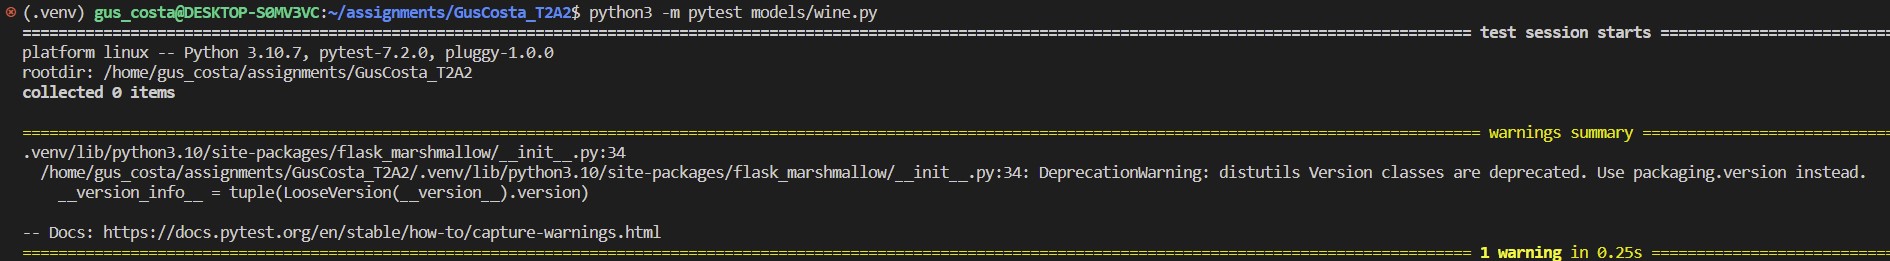 (.venv) gus_costa@DESKTOP-S0MV3VC:~/assignments/GusCosta_T2A2$ python3 -m pytest models/wine.py
=================================================== test session starts ===================================================
platform linux -- Python 3.10.7, pytest-7.2.0, pluggy-1.0.0
rootdir: /home/gus_costa/assignments/GusCosta_T2A2
collected 0 items
=================================================== warnings summary ===================================================
.venv/lib/python3.10/site-packages/flask_marshmallow/__init__.py:34
  /home/gus_costa/assignments/GusCosta_T2A2/.venv/lib/python3.10/site-packages/flask_marshmallow/__init__.py:34: DeprecationWarning: distutils Version classes are deprecated. Use packaging.version instead.
    __version_info__ = tuple(LooseVersion(__version__).version)
-- Docs: https://docs.pytest.org/en/stable/how-to/capture-warnings.html
=================================================== 1 warning in 0.25s ===================================================